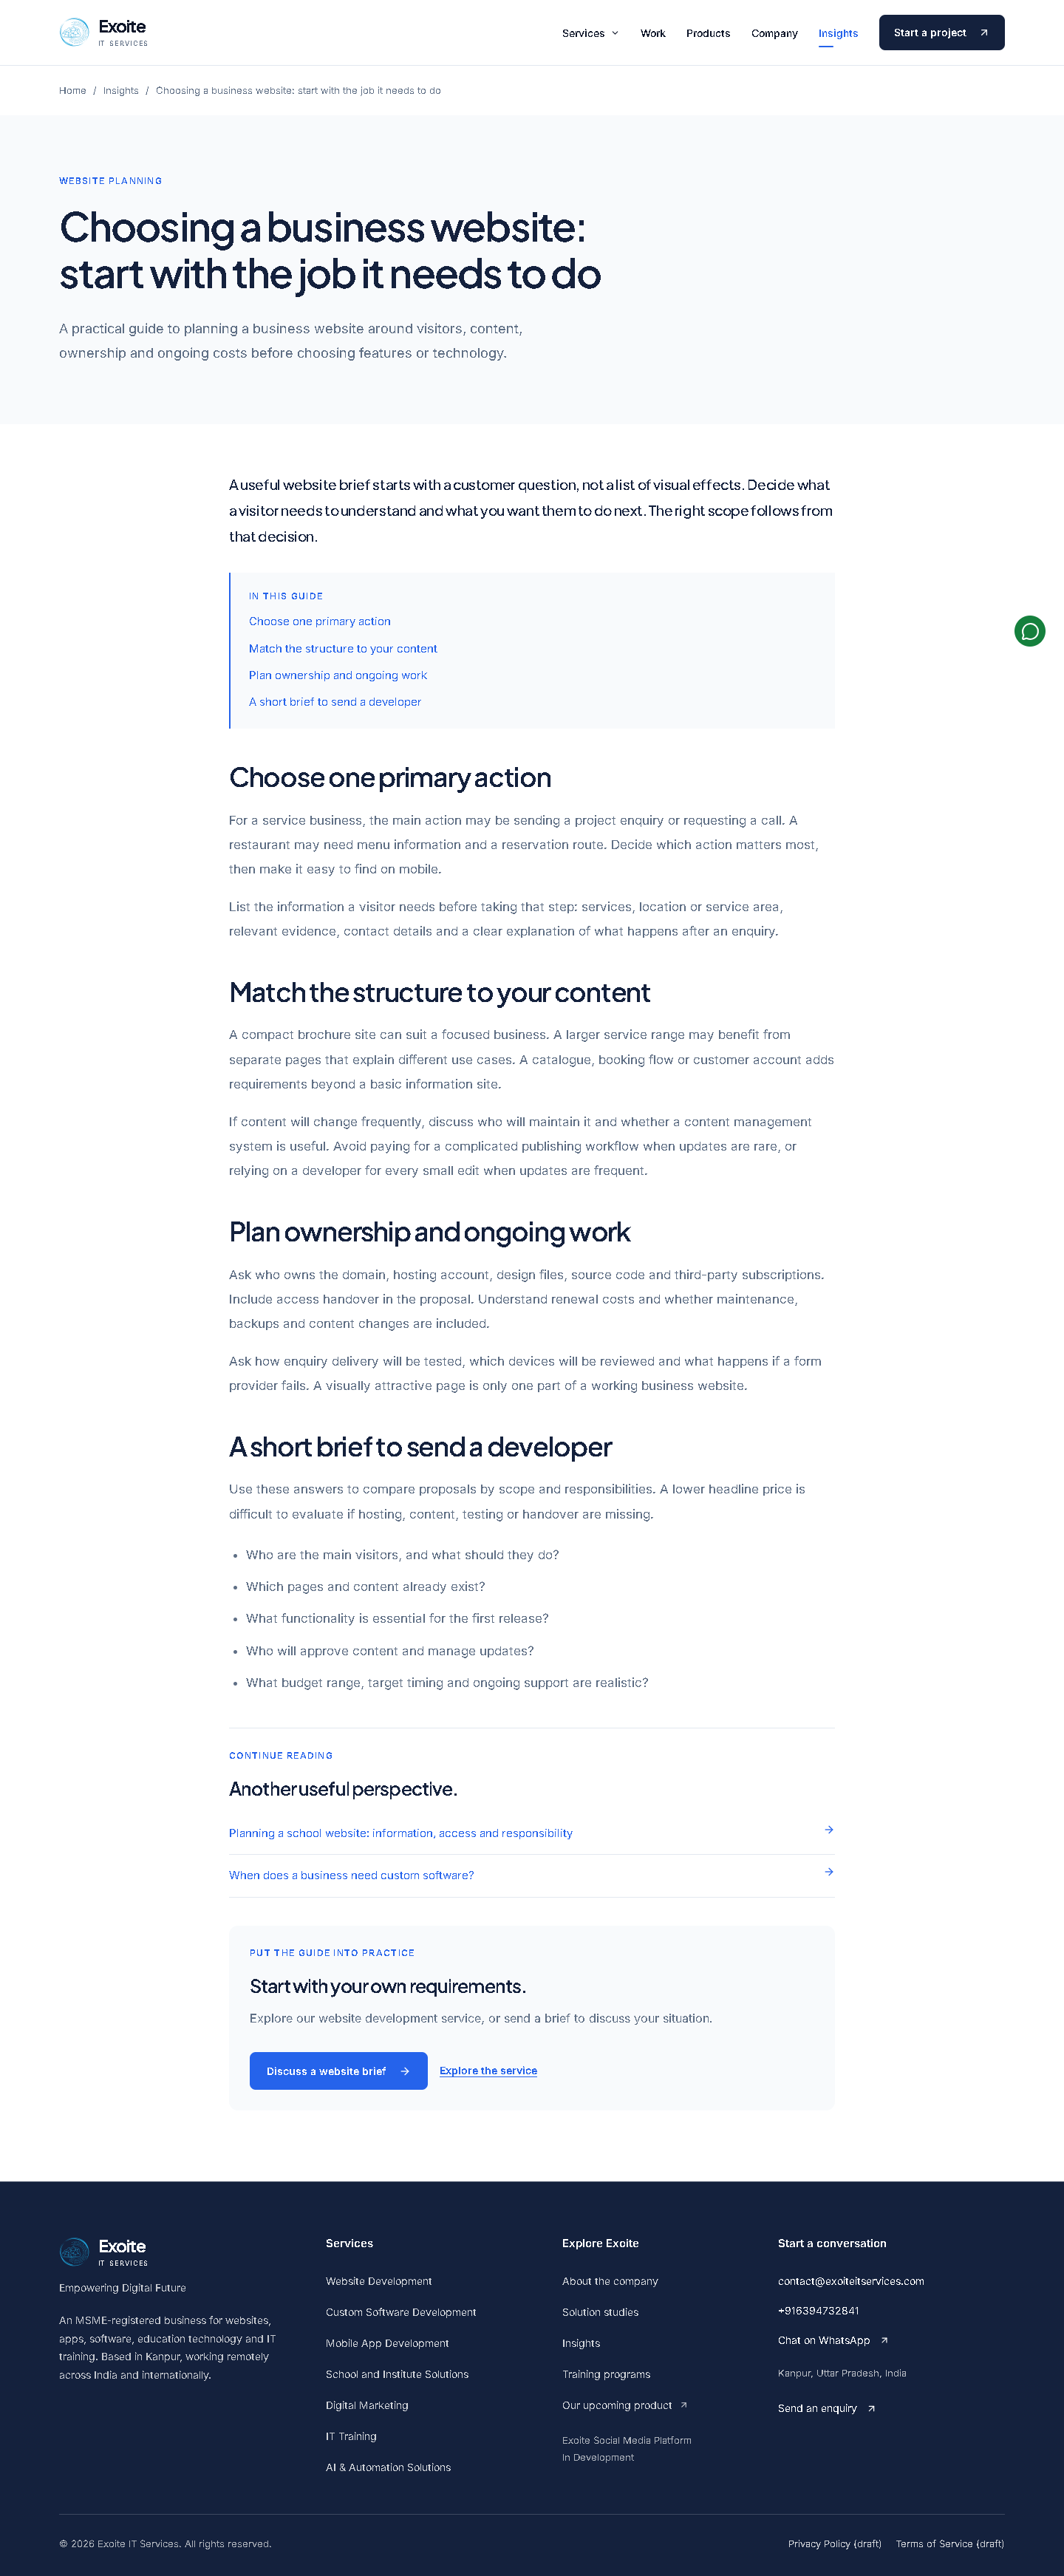 Exoite
IT SERVICES
Services
Work
Products
Company
Insights
Start a project
Home / Insights / Choosing a business website: start with the job it needs to do
WEBSITE PLANNING
Choosing a business website:
start with the job it needs to do
A practical guide to planning a business website around visitors, content,
ownership and ongoing costs before choosing features or technology.
A useful website brief starts with a customer question, not a list of visual effects. Decide what
a visitor needs to understand and what you want them to do next. The right scope follows from
that decision.
IN THIS GUIDE
Choose one primary action
Match the structure to your content
Plan ownership and ongoing work
A short brief to send a developer
Choose one primary action
For a service business, the main action may be sending a project enquiry or requesting a call. A
restaurant may need menu information and a reservation route. Decide which action matters most,
then make it easy to find on mobile.
List the information a visitor needs before taking that step: services, location or service area,
relevant evidence, contact details and a clear explanation of what happens after an enquiry.
Match the structure to your content
A compact brochure site can suit a focused business. A larger service range may benefit from
separate pages that explain different use cases. A catalogue, booking flow or customer account adds
requirements beyond a basic information site.
If content will change frequently, discuss who will maintain it and whether a content management
system is useful. Avoid paying for a complicated publishing workflow when updates are rare, or
relying on a developer for every small edit when updates are frequent.
Plan ownership and ongoing work
Ask who owns the domain, hosting account, design files, source code and third-party subscriptions.
Include access handover in the proposal. Understand renewal costs and whether maintenance,
backups and content changes are included.
Ask how enquiry delivery will be tested, which devices will be reviewed and what happens if a form
provider fails. A visually attractive page is only one part of a working business website.
A short brief to send a developer
Use these answers to compare proposals by scope and responsibilities. A lower headline price is
difficult to evaluate if hosting, content, testing or handover are missing.
• Who are the main visitors, and what should they do?
• Which pages and content already exist?
• What functionality is essential for the first release?
• Who will approve content and manage updates?
• What budget range, target timing and ongoing support are realistic?
CONTINUE READING
Another useful perspective.
Planning a school website: information, access and responsibility
When does a business need custom software?
PUT THE GUIDE INTO PRACTICE
Start with your own requirements.
Explore our website development service, or send a brief to discuss your situation.
Discuss a website brief
Explore the service
Exoite
IT SERVICES
Empowering Digital Future
An MSME-registered business for websites,
apps, software, education technology and IT
training. Based in Kanpur, working remotely
across India and internationally.
Services
Website Development
Custom Software Development
Mobile App Development
School and Institute Solutions
Digital Marketing
IT Training
AI & Automation Solutions
Explore Exoite
About the company
Solution studies
Insights
Training programs
Our upcoming product
Exoite Social Media Platform
In Development
Start a conversation
contact@exoiteitservices.com
+916394732841
Chat on WhatsApp
Kanpur, Uttar Pradesh, India
Send an enquiry
© 2026 Exoite IT Services. All rights reserved.
Privacy Policy (draft)
Terms of Service (draft)